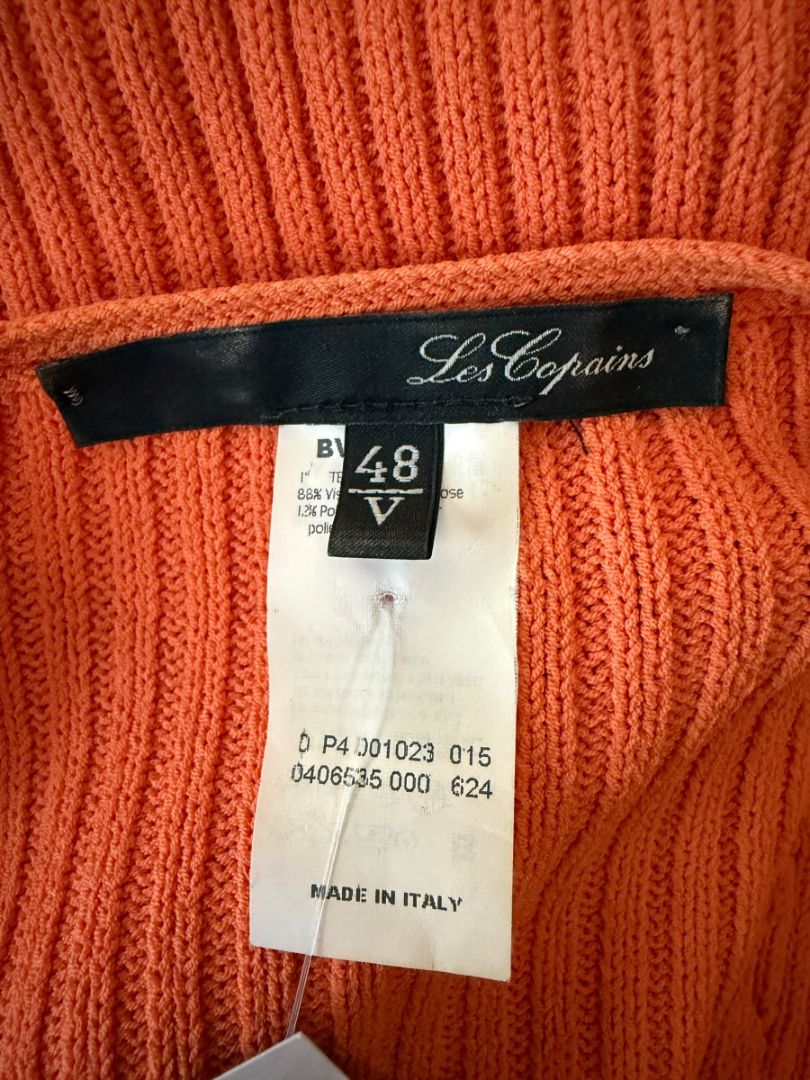 Les Copains
48
V
BV
88% Vis ose
12% Po -
polie
0 P4 001023 015
0406535 000 624
MADE IN ITALY